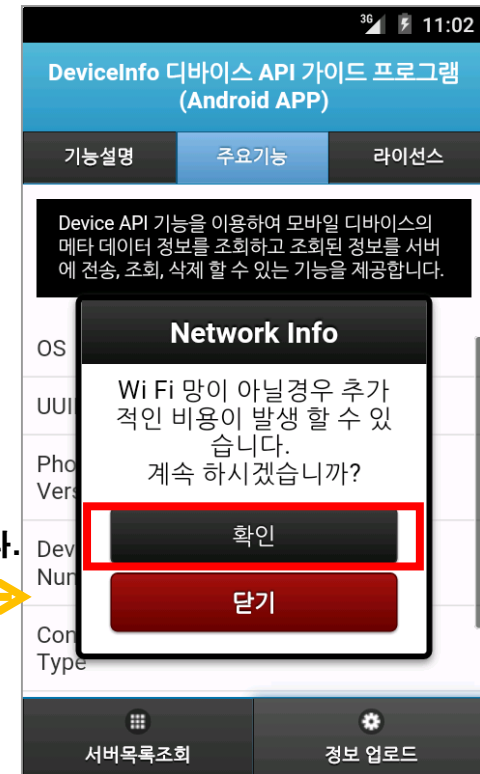 3G 11:02
DeviceInfo 디바이스 API 가이드 프로그램
(Android APP)
기능설명 주요기능 라이선스
Device API 기능을 이용하여 모바일 디바이스의
메타 데이터 정보를 조회하고 조회된 정보를 서버
에 전송, 조회, 삭제 할 수 있는 기능을 제공합니다.
Network Info
OS
Wi Fi 망이 아닐경우 추가
UUI
적인 비용이 발생 할 수 있
습니다.
Pho
계속 하시겠습니까?
Vers
확인
다.
Dev
Num
닫기
Con
Type
서버목록조회 정보 업로드